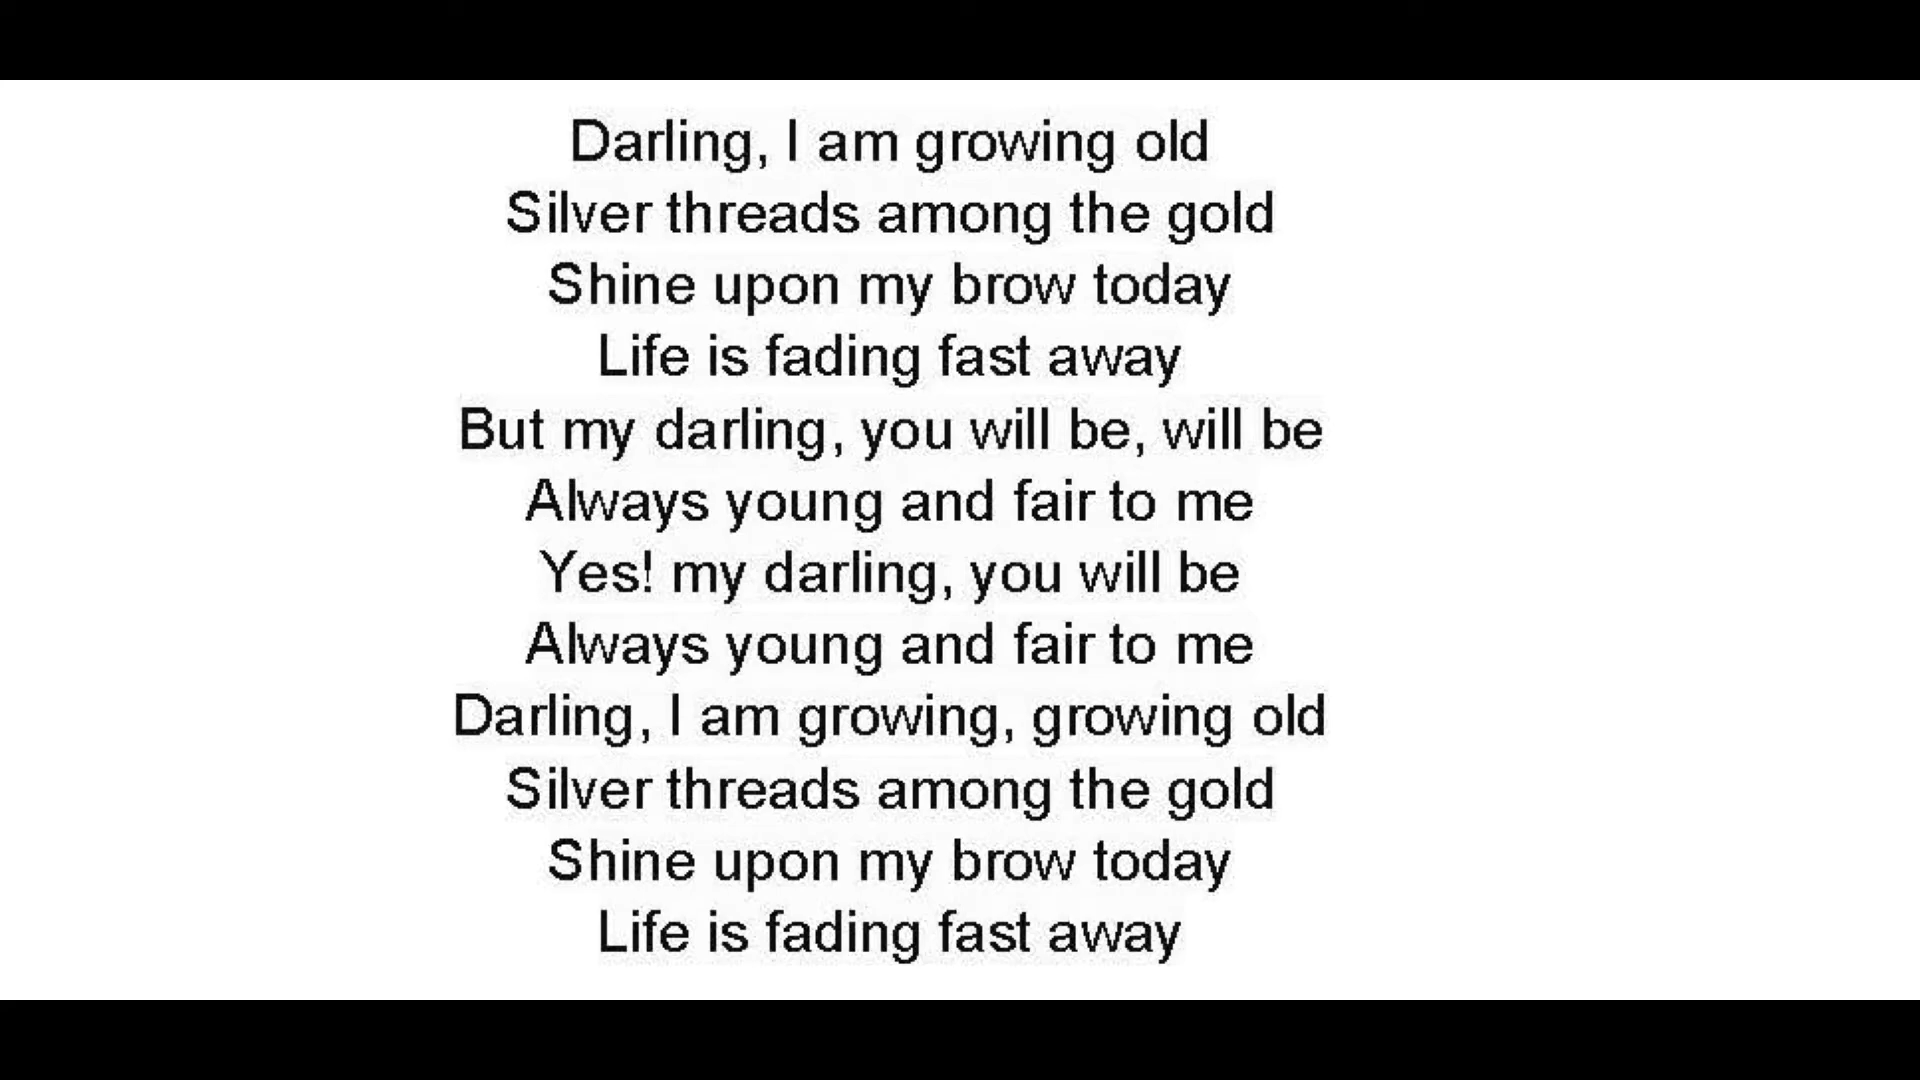 Darling, I am growing old
Silver threads among the gold
Shine upon my brow today
Life is fading fast away
But my darling, you will be, will be
Always young and fair to me
Yes! my darling, you will be
Always young and fair to me
Darling, I am growing, growing old
Silver threads among the gold
Shine upon my brow today
Life is fading fast away